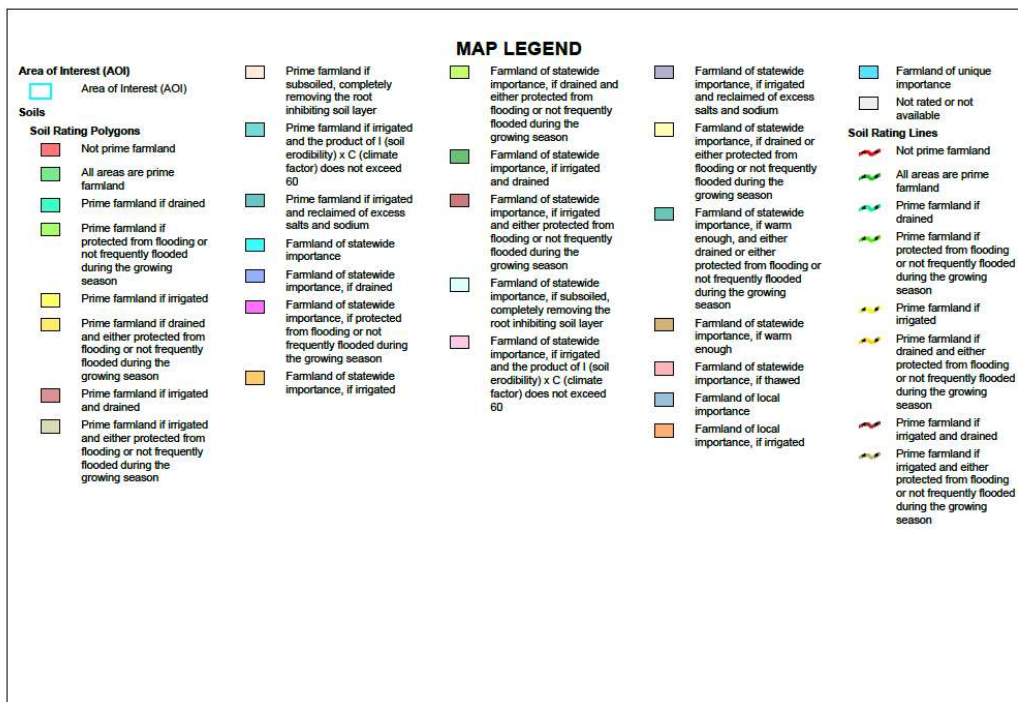 MAP LEGEND
Area of Interest (AOI)
Area of Interest (AOI)
Soils
Soil Rating Polygons
Not prime farmland
All areas are prime
farmland
Prime farmland if drained
Prime farmland if
protected from flooding or
not frequently flooded
during the growing
season
Prime farmland if irrigated
Prime farmland if drained
and either protected from
flooding or not frequently
flooded during the
growing season
Prime farmland if irrigated
and drained
Prime farmland if irrigated
and either protected from
flooding or not frequently
flooded during the
growing season
Prime farmland if
subsoiled, completely
removing the root
inhibiting soil layer
Prime farmland if irrigated
and the product of I (soil
erodibility) x C (climate
factor) does not exceed
60
Prime farmland if irrigated
and reclaimed of excess
salts and sodium
Farmland of statewide
importance
Farmland of statewide
importance, if drained
Farmland of statewide
importance, if protected
from flooding or not
frequently flooded during
the growing season
Farmland of statewide
importance, if irrigated
Farmland of statewide
importance, if drained and
either protected from
flooding or not frequently
flooded during the
growing season
Farmland of statewide
importance, if irrigated
and drained
Farmland of statewide
importance, if irrigated
and either protected from
flooding or not frequently
flooded during the
growing season
Farmland of statewide
importance, if subsoiled,
completely removing the
root inhibiting soil layer
Farmland of statewide
importance, if irrigated
and the product of I (soil
erodibility) x C (climate
factor) does not exceed
60
Farmland of statewide
importance, if irrigated
and reclaimed of excess
salts and sodium
Farmland of statewide
importance, if drained or
either protected from
flooding or not frequently
flooded during the
growing season
Farmland of statewide
importance, if warm
enough, and either
drained or either
protected from flooding or
not frequently flooded
during the growing
season
Farmland of statewide
importance, if warm
enough
Farmland of statewide
importance, if thawed
Farmland of local
importance
Farmland of local
importance, if irrigated
Farmland of unique
importance
Not rated or not
available
Soil Rating Lines
Not prime farmland
All areas are prime
farmland
Prime farmland if
drained
Prime farmland if
protected from flooding
or not frequently flooded
during the growing
season
Prime farmland if
irrigated
Prime farmland if
drained and either
protected from flooding
or not frequently flooded
during the growing
season
Prime farmland if
irrigated and drained
Prime farmland if
irrigated and either
protected from flooding
or not frequently flooded
during the growing
season